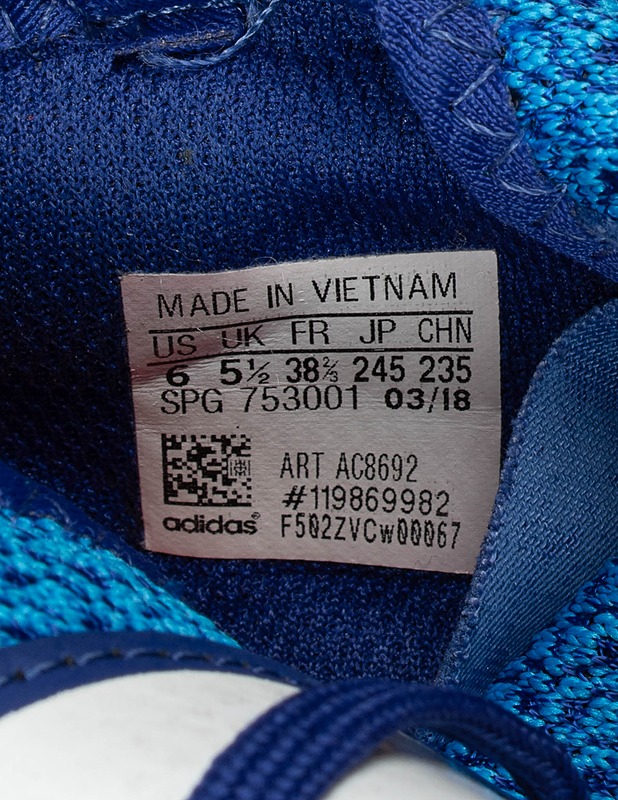 MADE IN VIETNAM
US UK FR JP CHN
6 5½ 38⅔ 245 235
SPG 753001 03/18
ART AC8692
#119869982
adidas® F502ZVCw00067